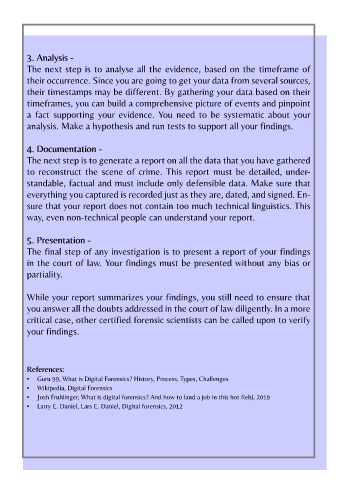 3. Analysis -
The next step is to analyse all the evidence, based on the timeframe of
their occurrence. Since you are going to get your data from several sources,
their timestamps may be different. By gathering your data based on their
timeframes, you can build a comprehensive picture of events and pinpoint
a fact supporting your evidence. You need to be systematic about your
analysis. Make a hypothesis and run tests to support all your findings.
4. Documentation -
The next step is to generate a report on all the data that you have gathered
to reconstruct the scene of crime. This report must be detailed, under-
standable, factual and must include only defensible data. Make sure that
everything you captured is recorded just as they are, dated, and signed. En-
sure that your report does not contain too much technical linguistics. This
way, even non-technical people can understand your report.
5. Presentation -
The final step of any investigation is to present a report of your findings
in the court of law. Your findings must be presented without any bias or
partiality.
While your report summarizes your findings, you still need to ensure that
you answer all the doubts addressed in the court of law diligently. In a more
critical case, other certified forensic scientists can be called upon to verify
your findings.
References:
• Guru 99, What is Digital Forensics? History, Process, Types, Challenges
• Wikipedia, Digital Forensics
• Josh Fruhlinger, What is digital forensics? And how to land a job in this hot field, 2019
• Larry E. Daniel, Lars E. Daniel, Digital forensics, 2012